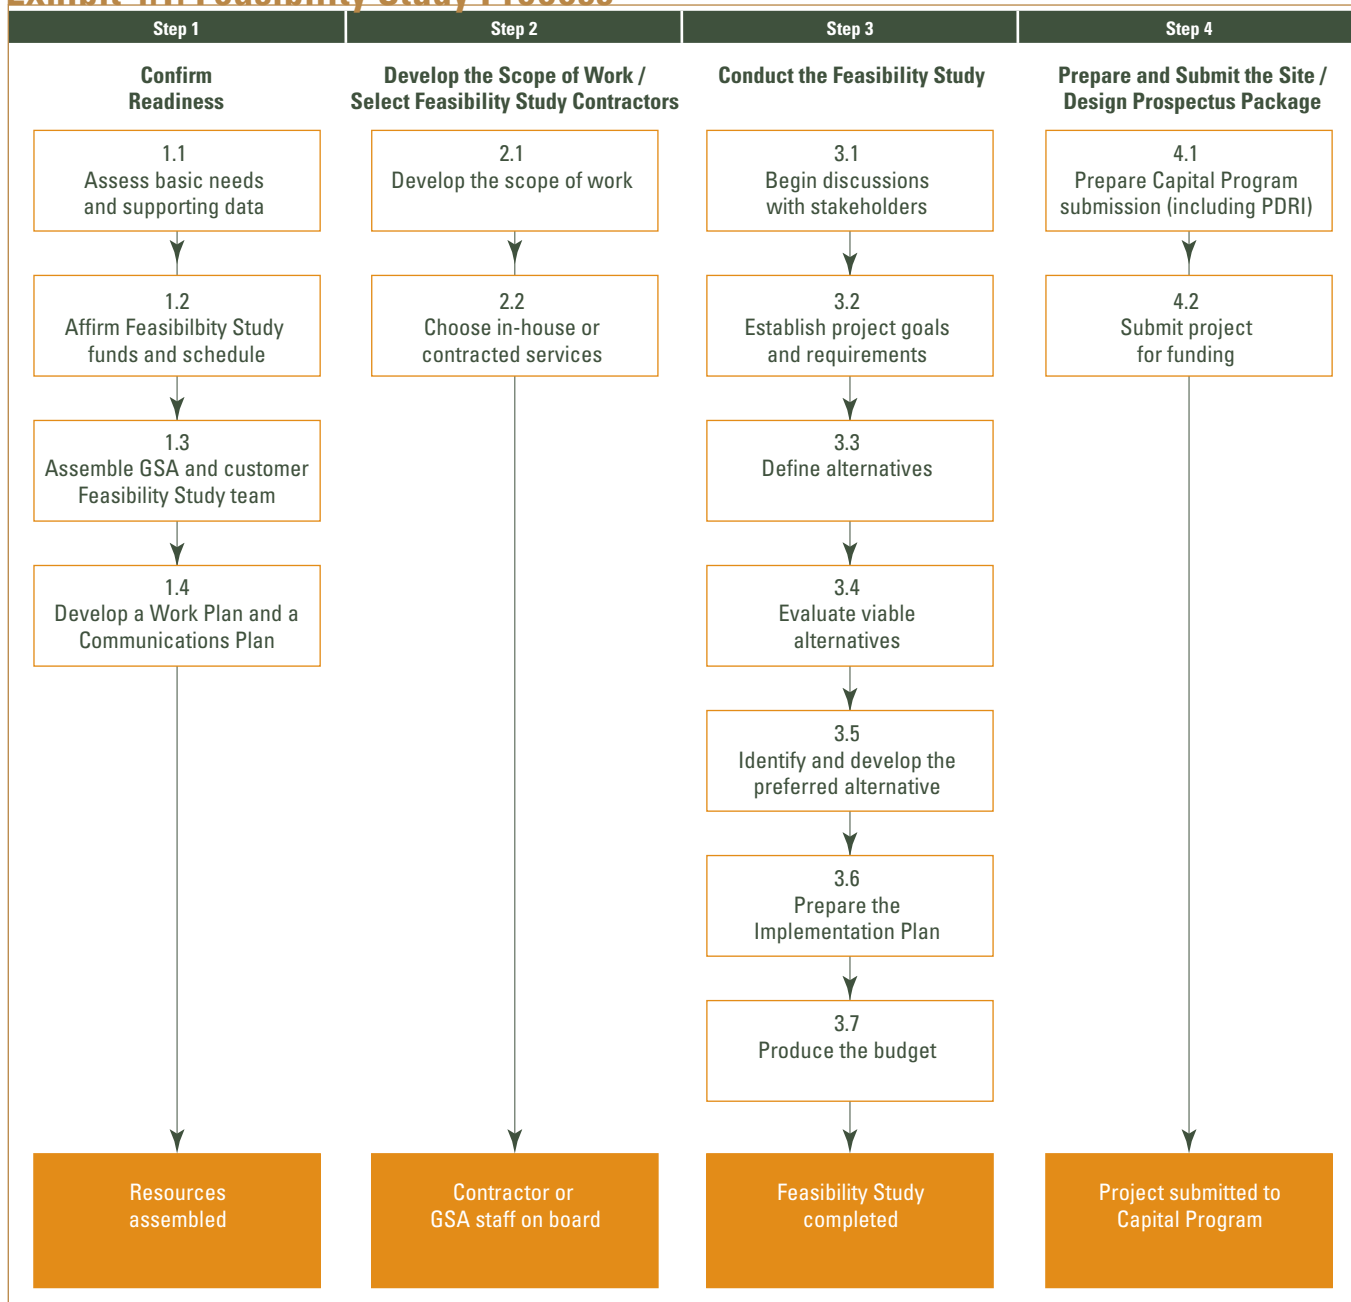 Exhibit 4.1: Feasibility Study Process
Step 1
Step 2
Step 3
Step 4
Confirm
Readiness
Develop the Scope of Work /
Select Feasibility Study Contractors
Conduct the Feasibility Study
Prepare and Submit the Site /
Design Prospectus Package
1.1
Assess basic needs
and supporting data
1.2
Affirm Feasibilbity Study
funds and schedule
1.3
Assemble GSA and customer
Feasibility Study team
1.4
Develop a Work Plan and a
Communications Plan
Resources
assembled
2.1
Develop the scope of work
2.2
Choose in-house or
contracted services
Contractor or
GSA staff on board
3.1
Begin discussions
with stakeholders
3.2
Establish project goals
and requirements
3.3
Define alternatives
3.4
Evaluate viable
alternatives
3.5
Identify and develop the
preferred alternative
3.6
Prepare the
Implementation Plan
3.7
Produce the budget
Feasibility Study
completed
4.1
Prepare Capital Program
submission (including PDRI)
4.2
Submit project
for funding
Project submitted to
Capital Program